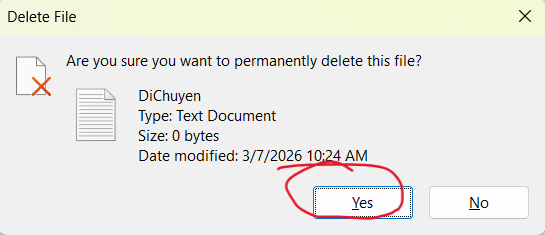 Delete File
Are you sure you want to permanently delete this file?
DiChuyen
Type: Text Document
Size: 0 bytes
Date modified: 3/7/2026 10:24 AM
Yes
No